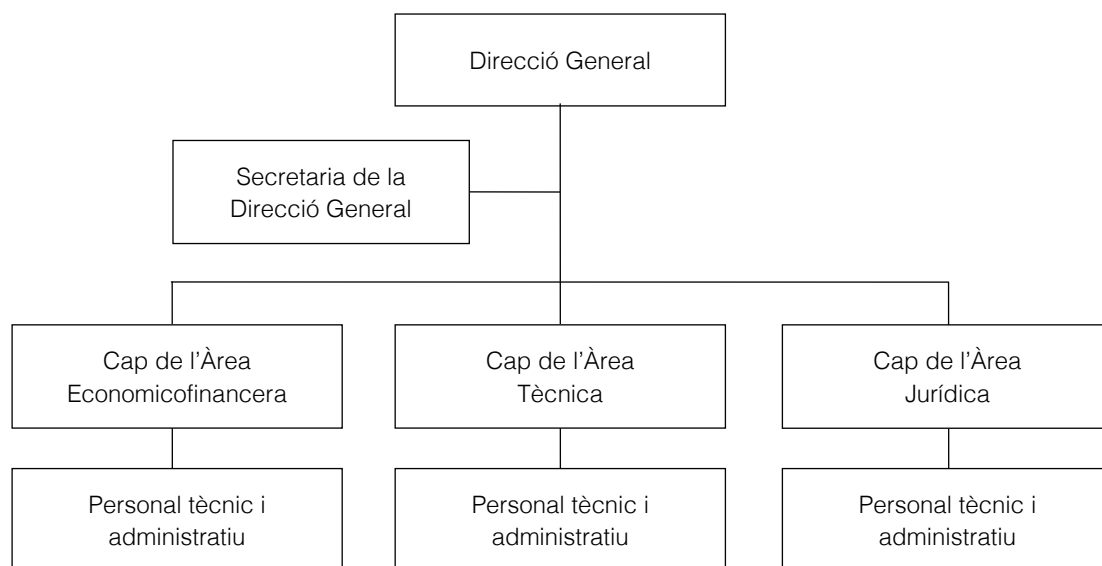 Direcció General
Secretaria de la
Direcció General
Cap de l'Àrea
Economicofinancera
Cap de l'Àrea
Tècnica
Cap de l'Àrea
Jurídica
Personal tècnic i
administratiu
Personal tècnic i
administratiu
Personal tècnic i
administratiu